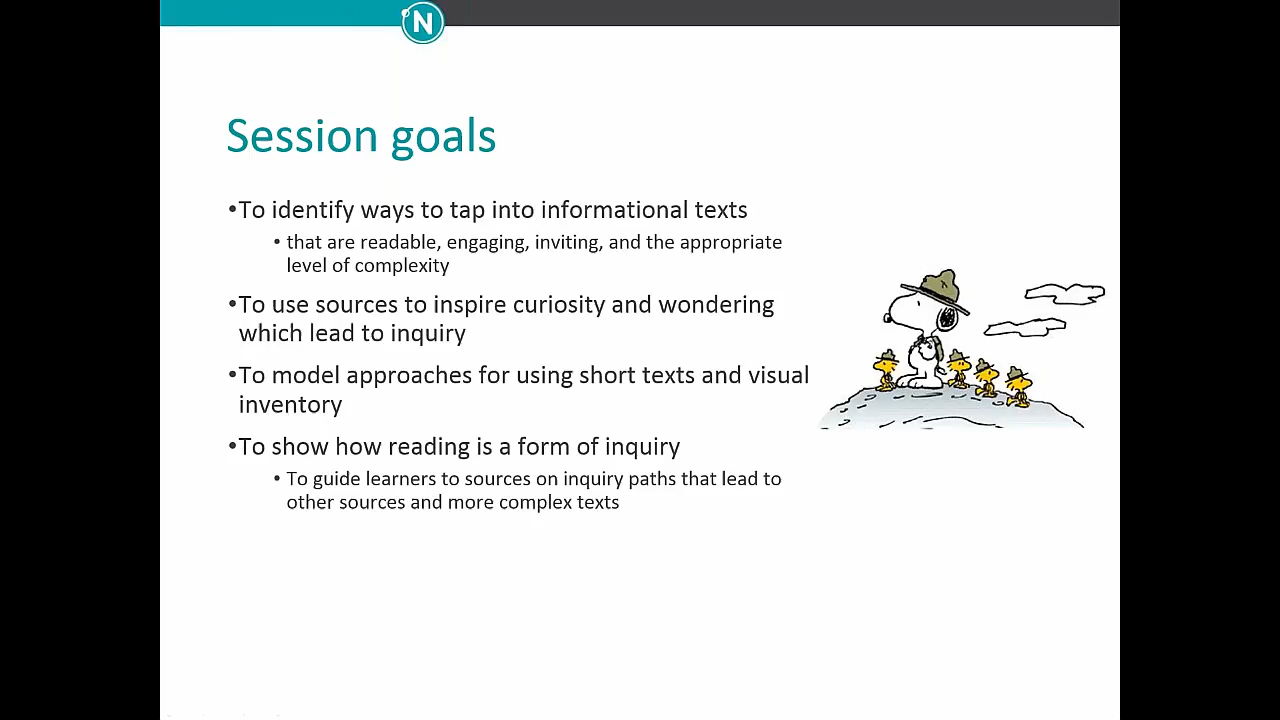 N
Session goals
•To identify ways to tap into informational texts
• that are readable, engaging, inviting, and the appropriate
level of complexity
•To use sources to inspire curiosity and wondering
which lead to inquiry
•To model approaches for using short texts and visual
inventory
•To show how reading is a form of inquiry
• To guide learners to sources on inquiry paths that lead to
other sources and more complex texts